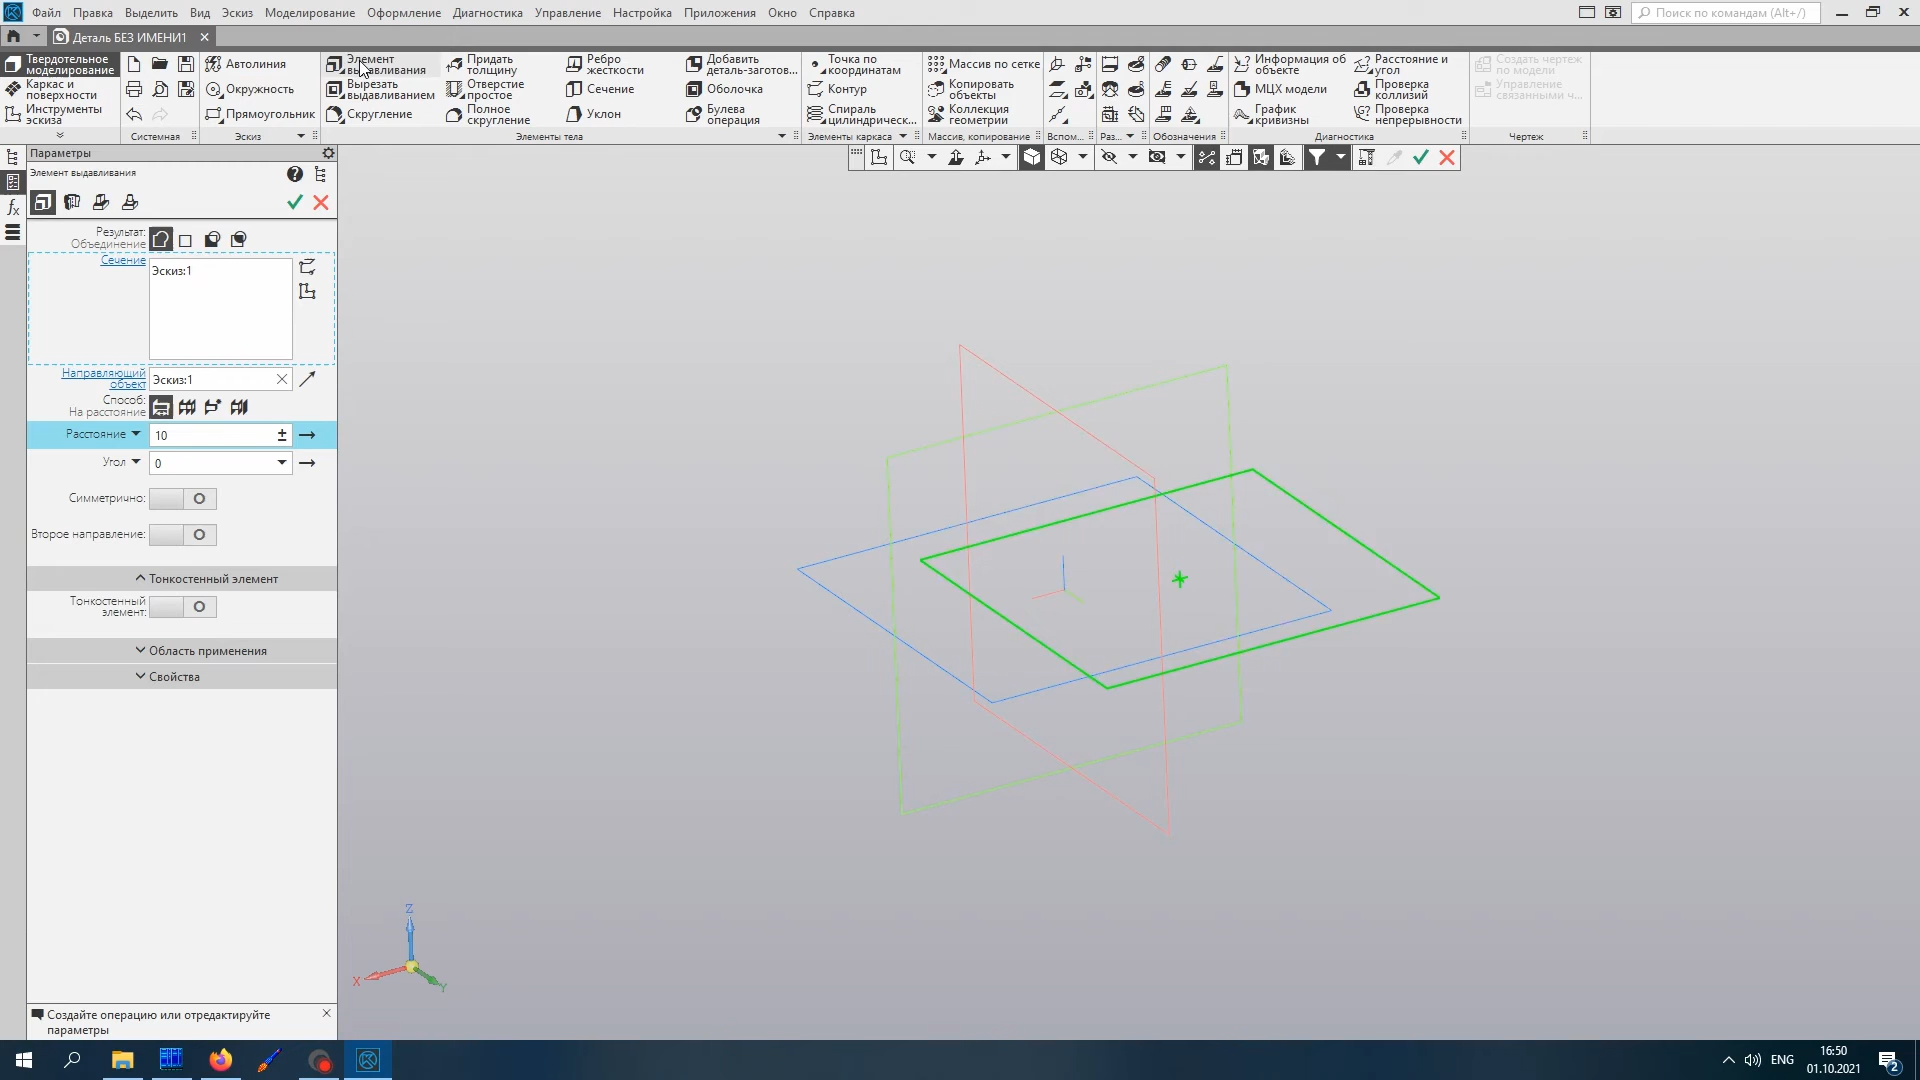 Файл Правка Выделить Вид Эскиз Моделирование Оформление Диагностика Управление Настройка Приложения Окно Справка
Поиск по командам (Alt+/)
Деталь БЕЗ ИМЕНИ1
Твердотельное
моделирование
Каркас и
поверхности
Инструменты
эскиза
Системная
Автолиния
Окружность
Прямоугольник
Эскиз
Элемент
выдавливания
Вырезать
выдавливанием
Скругление
Придать
толщину
Отверстие
простое
Полное
скругление
Ребро
жесткости
Сечение
Уклон
Добавить
деталь-заготов...
Оболочка
Булева
операция
Элементы тела
Точка по
координатам
Контур
Спираль
цилиндрическ...
Элементы каркаса
Массив по сетке
Копировать
объекты
Коллекция
геометрии
Массив, копирование
Вспом...
Раз...
Обозначения
Информация об
объекте
МЦХ модели
График
кривизны
Расстояние и
угол
Проверка
коллизий
Проверка
непрерывности
Диагностика
Создать чертеж
по модели
Управление
связанными ч...
Чертеж
Параметры
Элемент выдавливания
Результат:
Объединение
Сечение
Эскиз:1
Направляющий
объект
Эскиз:1
Способ:
На расстояние
Расстояние
10
Угол
0
Симметрично:
Второе направление:
Тонкостенный элемент
Тонкостенный
элемент:
Область применения
Свойства
Z
X
Y
Создайте операцию или отредактируйте
параметры
ENG
16:50
01.10.2021
2